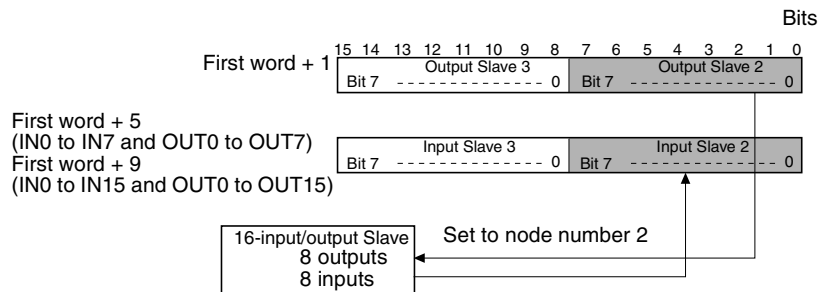 Bits
15 14 13 12 11 10 9 8 7 6 5 4 3 2 1 0
First word + 1
Output Slave 3 Output Slave 2
Bit 7 ---------------- 0 Bit 7 ---------------- 0
First word + 5
(IN0 to IN7 and OUT0 to OUT7)
First word + 9
(IN0 to IN15 and OUT0 to OUT15)
Input Slave 3 Input Slave 2
Bit 7 ---------------- 0 Bit 7 ---------------- 0
16-input/output Slave
8 outputs
8 inputs
Set to node number 2